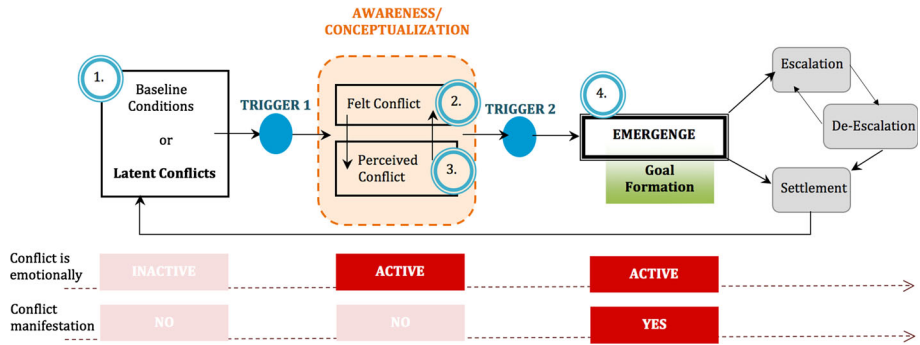 AWARENESS/
CONCEPTUALIZATION
1.
Baseline
Conditions
or
Latent Conflicts
TRIGGER 1
Felt Conflict
2.
Perceived
Conflict
3.
TRIGGER 2
4.
EMERGENGE
Goal
Formation
Escalation
De-Escalation
Settlement
Conflict is
emotionally
INACTIVE
ACTIVE
ACTIVE
Conflict
manifestation
NO
NO
YES